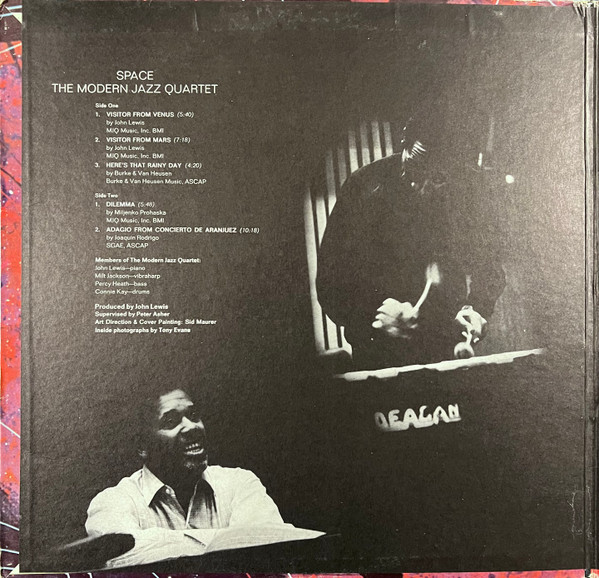 SPACE
THE MODERN JAZZ QUARTET
Side One
1. VISITOR FROM VENUS (5:40)
by John Lewis
MJQ Music, Inc. BMI
2. VISITOR FROM MARS (7:18)
by John Lewis
MJQ Music, Inc. BMI
3. HERE'S THAT RAINY DAY (4:20)
by Burke & Van Heusen
Burke & Van Heusen Music, ASCAP
Side Two
1. DILEMMA (5:48)
by Miljenko Prohaska
MJQ Music, Inc. BMI
2. ADAGIO FROM CONCIERTO DE ARANJUEZ (10:18)
by Joaquin Rodrigo
SGAE, ASCAP
Members of The Modern Jazz Quartet:
John Lewis—piano
Milt Jackson—vibraharp
Percy Heath—bass
Connie Kay—drums
Produced by John Lewis
Supervised by Peter Asher
Art Direction & Cover Painting: Sid Maurer
Inside photographs by Tony Evans
DEAGAN